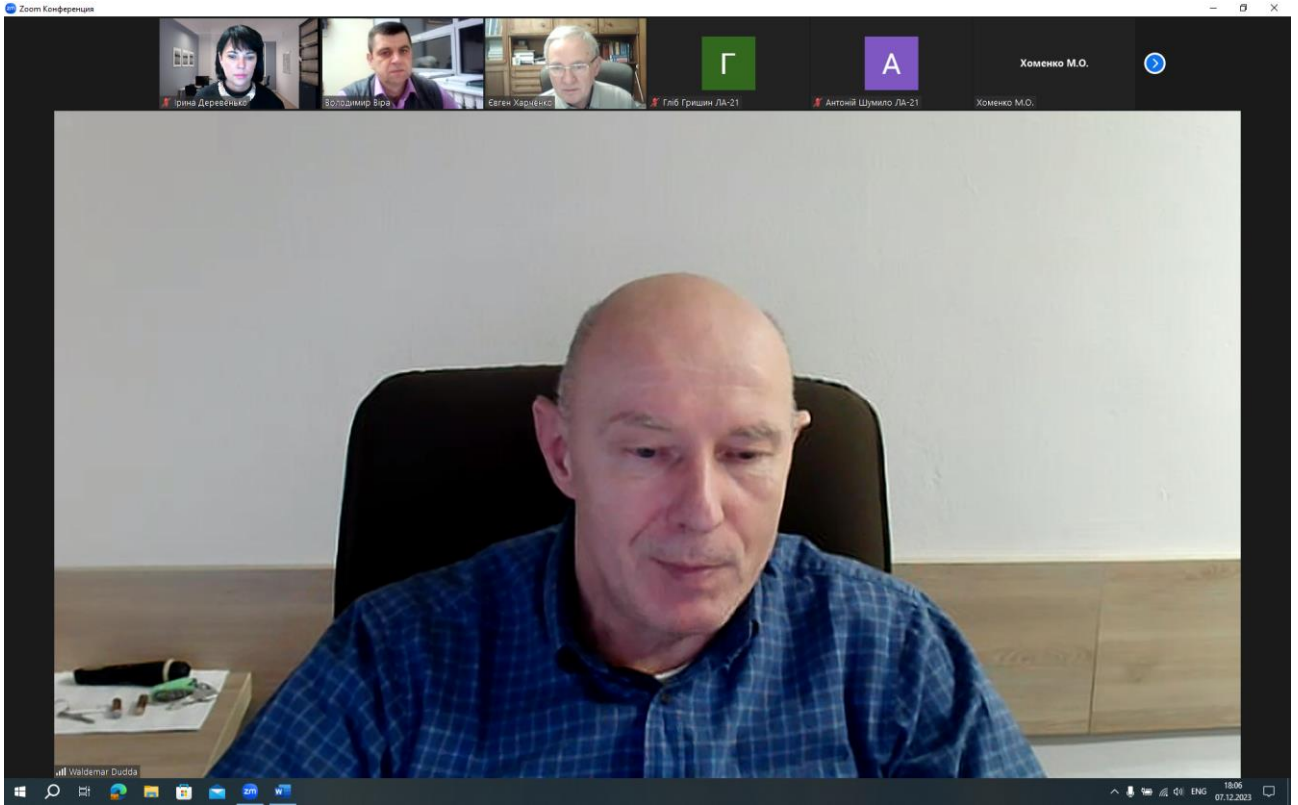 Zoom Конференция
Г
А
Хоменко М.О.
Ірина Деревенько
Володимир Віра
Євген Харченко
Гліб Гришин ЛА-21
Антоній Шумило ЛА-21
Хоменко М.О.
Waldemar Dudda
zm
W
ENG
18:06
07.12.2023